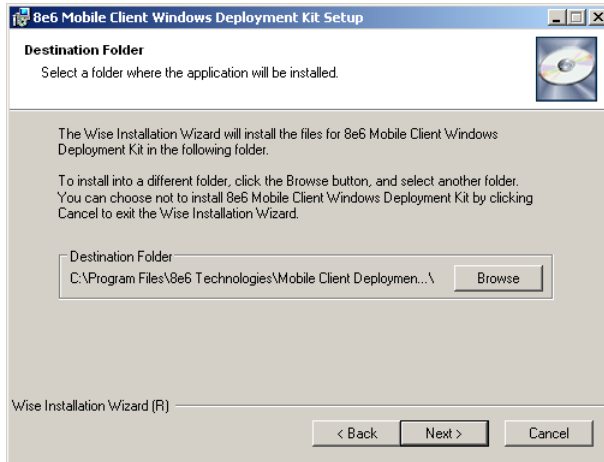 8e6 Mobile Client Windows Deployment Kit Setup
Destination Folder
Select a folder where the application will be installed.
The Wise Installation Wizard will install the files for 8e6 Mobile Client Windows
Deployment Kit in the following folder.
To install into a different folder, click the Browse button, and select another folder.
You can choose not to install 8e6 Mobile Client Windows Deployment Kit by clicking
Cancel to exit the Wise Installation Wizard.
Destination Folder
C:\Program Files\8e6 Technologies\Mobile Client Deploymen...\
Browse
Wise Installation Wizard (R)
< Back
Next >
Cancel